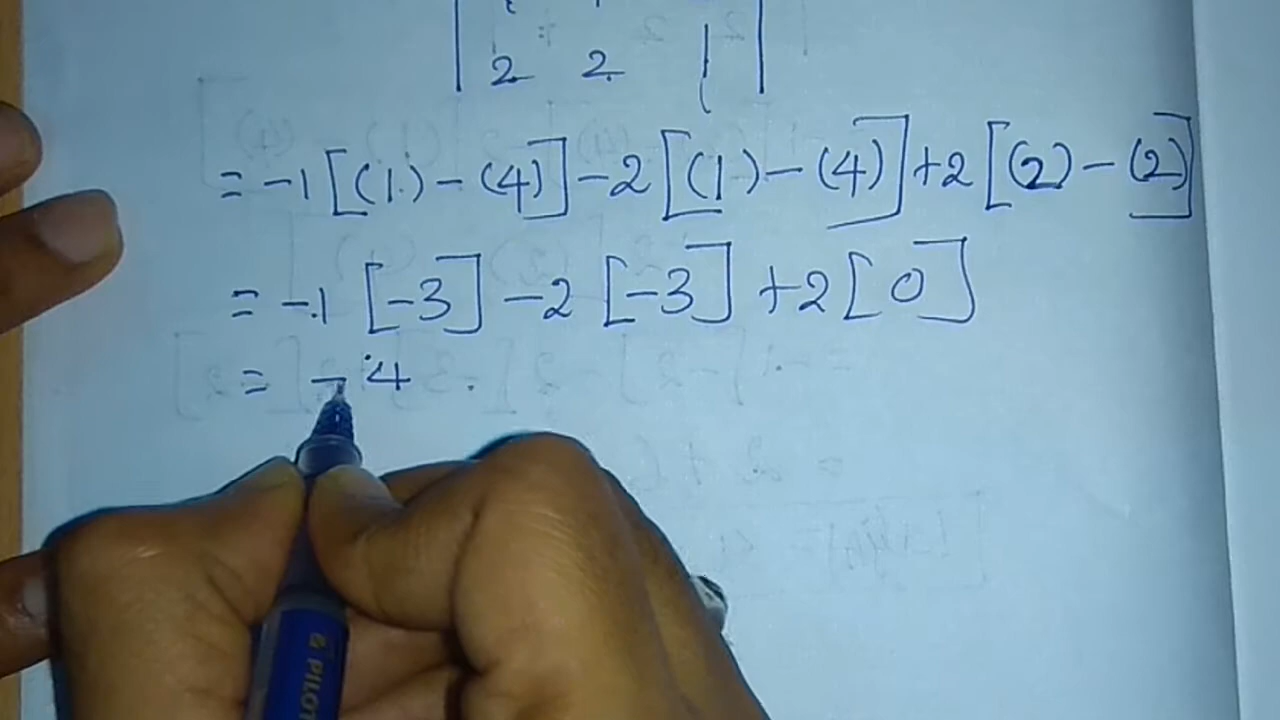 2 2 1
= -1 [(1) - (4)] - 2 [(1) - (4)] + 2 [(2) - (2)]
= -1 [-3] - 2 [-3] + 2 [0]
= - 4
PILOT